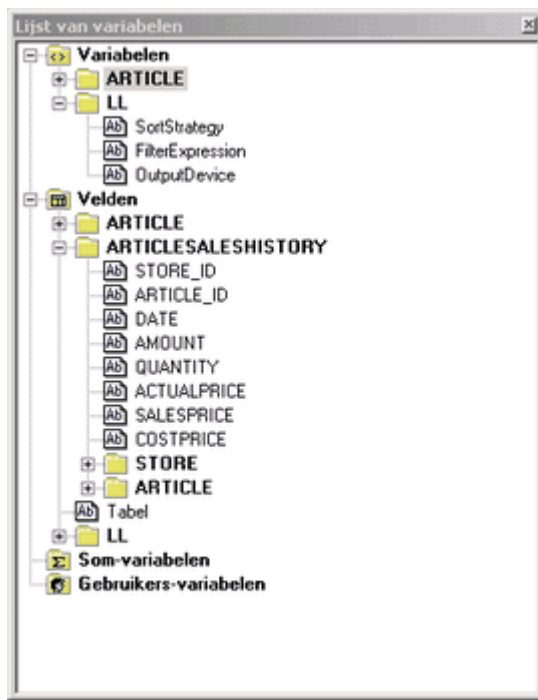 Lijst van variabelen
Variabelen
ARTICLE
LL
SortStrategy
FilterExpression
OutputDevice
Velden
ARTICLE
ARTICLESALESHISTORY
STORE_ID
ARTICLE_ID
DATE
AMOUNT
QUANTITY
ACTUALPRICE
SALESPRICE
COSTPRICE
STORE
ARTICLE
Tabel
LL
Som-variabelen
Gebruikers-variabelen